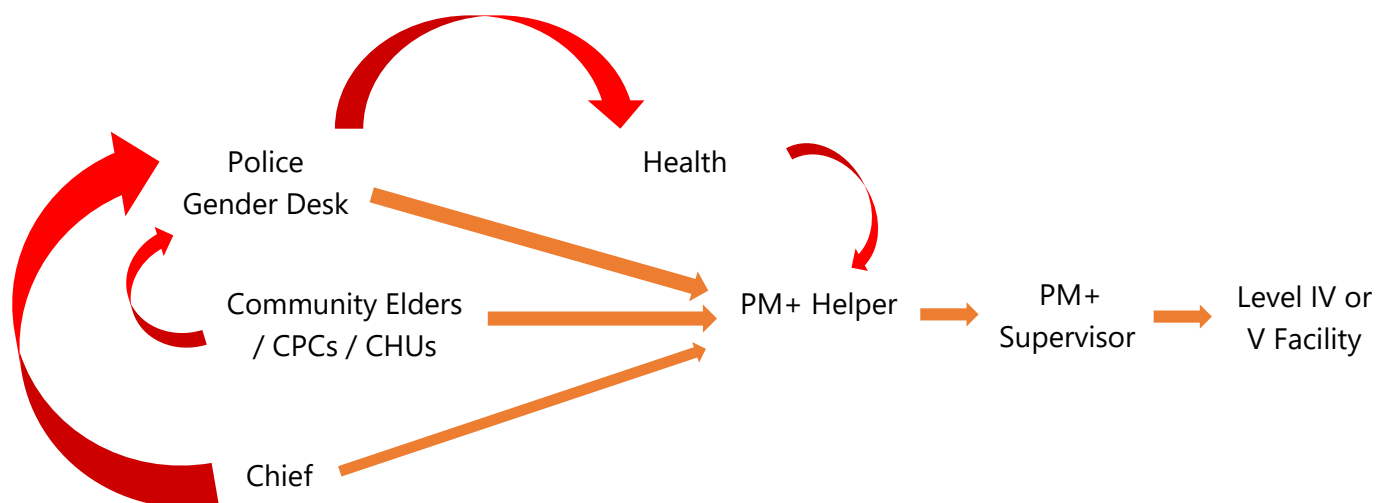 Police
Gender Desk
Health
Community Elders
/ CPCs / CHUs
PM+ Helper
PM+
Supervisor
Level IV or
V Facility
Chief